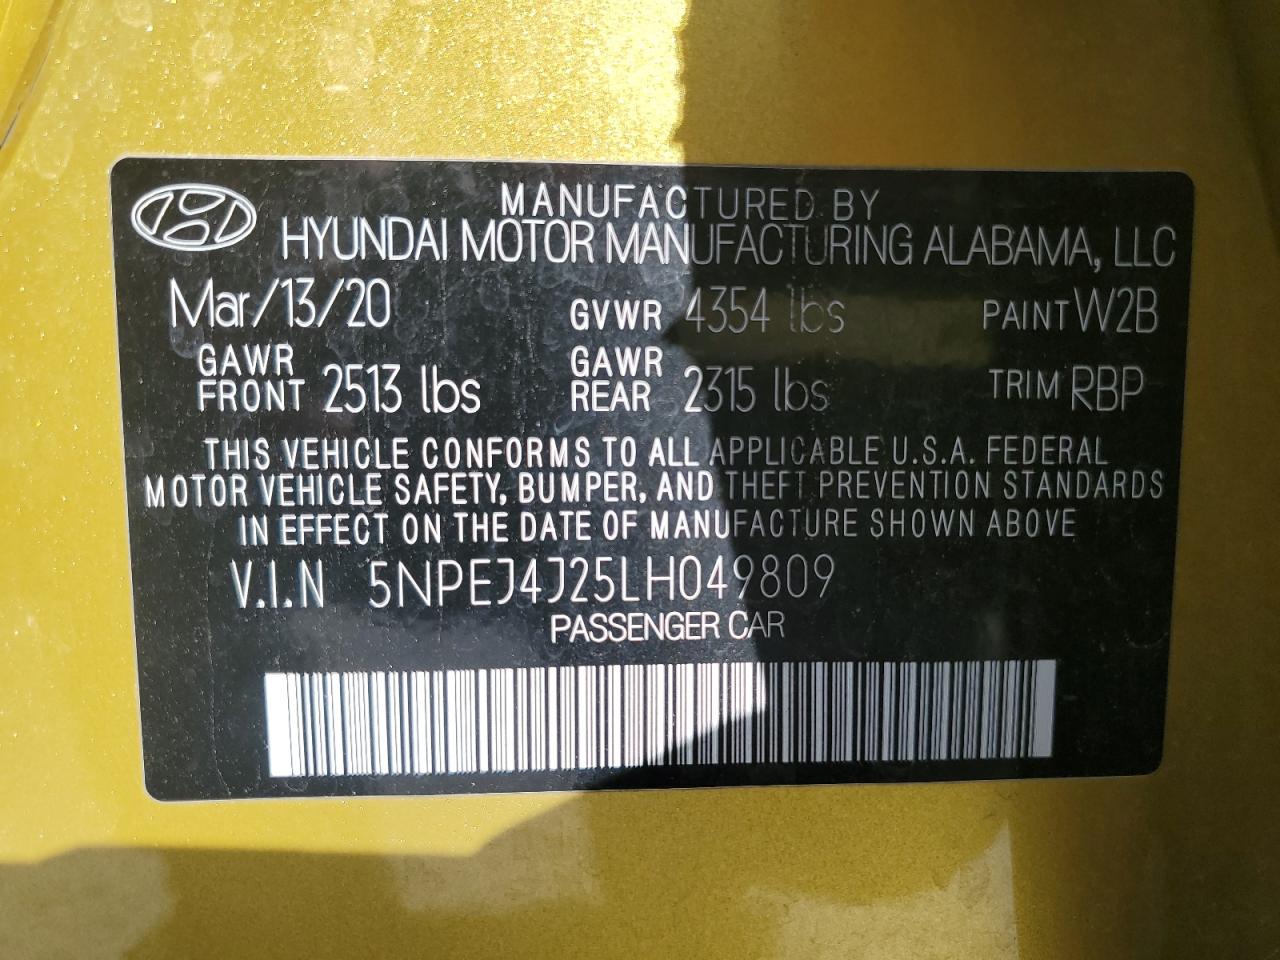 MANUFACTURED BY
HYUNDAI MOTOR MANUFACTURING ALABAMA, LLC
Mar/13/20 GVWR 4354 lbs PAINT W2B
GAWR FRONT 2513 lbs GAWR REAR 2315 lbs TRIM RBP
THIS VEHICLE CONFORMS TO ALL APPLICABLE U.S.A. FEDERAL
MOTOR VEHICLE SAFETY, BUMPER, AND THEFT PREVENTION STANDARDS
IN EFFECT ON THE DATE OF MANUFACTURE SHOWN ABOVE
V.I.N 5NPEJ4J25LH049809
PASSENGER CAR